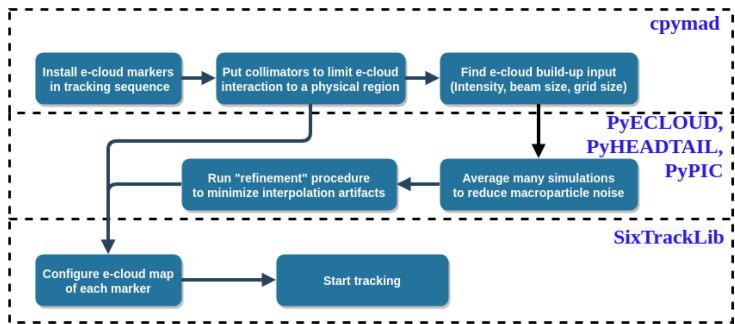 cpymad
Install e-cloud markers
in tracking sequence
Put collimators to limit e-cloud
interaction to a physical region
Find e-cloud build-up input
(Intensity, beam size, grid size)
PyECLOUD,
PyHEADTAIL,
PyPIC
Run "refinement" procedure
to minimize interpolation artifacts
Average many simulations
to reduce macroparticle noise
SixTrackLib
Configure e-cloud map
of each marker
Start tracking